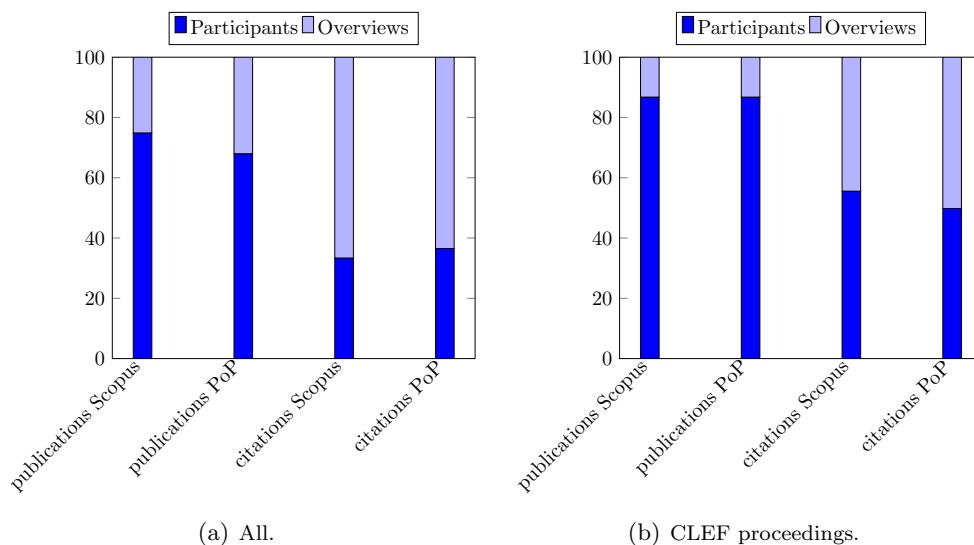 Participants Overviews
100
80
60
40
20
0
publications Scopus
publications PoP
citations Scopus
citations PoP
(a) All.
Participants Overviews
100
80
60
40
20
0
publications Scopus
publications PoP
citations Scopus
citations PoP
(b) CLEF proceedings.